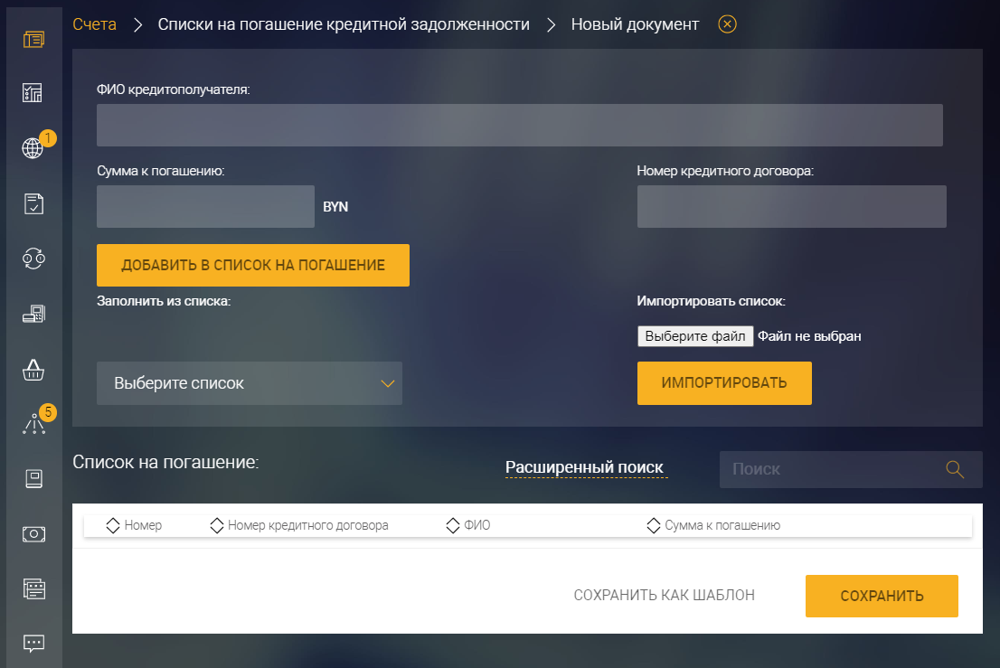 Счета > Списки на погашение кредитной задолженности > Новый документ
ФИО кредитополучателя:
Сумма к погашению:
Номер кредитного договора:
BYN
ДОБАВИТЬ В СПИСОК НА ПОГАШЕНИЕ
Заполнить из списка:
Импортировать список:
Выберите файл Файл не выбран
Выберите список
ИМПОРТИРОВАТЬ
1
5
Список на погашение:
Расширенный поиск
Поиск
Номер Номер кредитного договора ФИО Сумма к погашению
СОХРАНИТЬ КАК ШАБЛОН
СОХРАНИТЬ